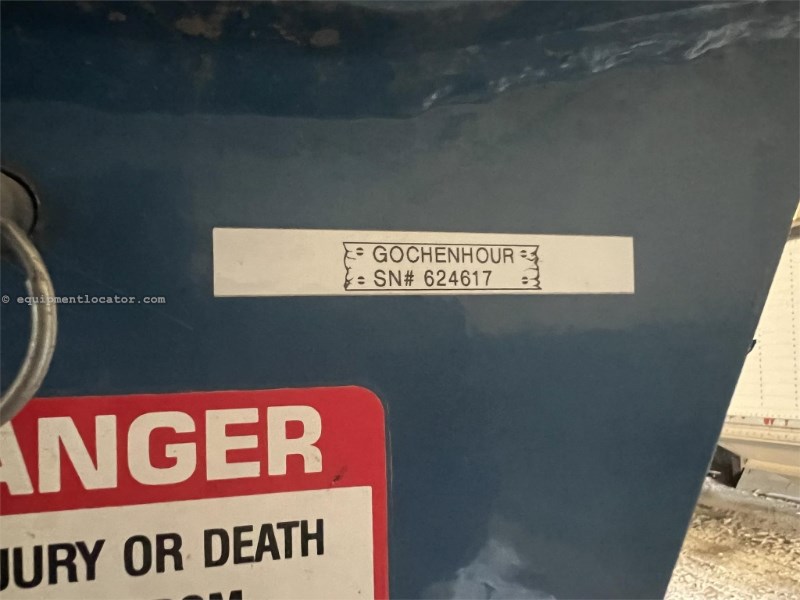 GOCHENHOUR
SN# 624617
© equipmentlocator.com
ANGER
JURY OR DEATH